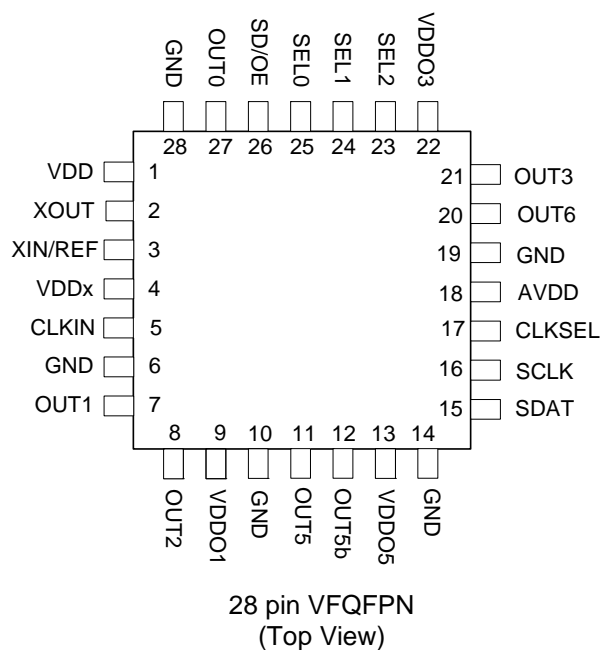 GND
OUT0
SD/OE
SEL0
SEL1
SEL2
VDDO3
28
27
26
25
24
23
22
VDD
1
XOUT
2
XIN/REF
3
VDDx
4
CLKIN
5
GND
6
OUT1
7
21
OUT3
20
OUT6
19
GND
18
AVDD
17
CLKSEL
16
SCLK
15
SDAT
8
9
10
11
12
13
14
OUT2
VDDO1
GND
OUT5
OUT5b
VDDO5
GND
28 pin VFQFPN
(Top View)